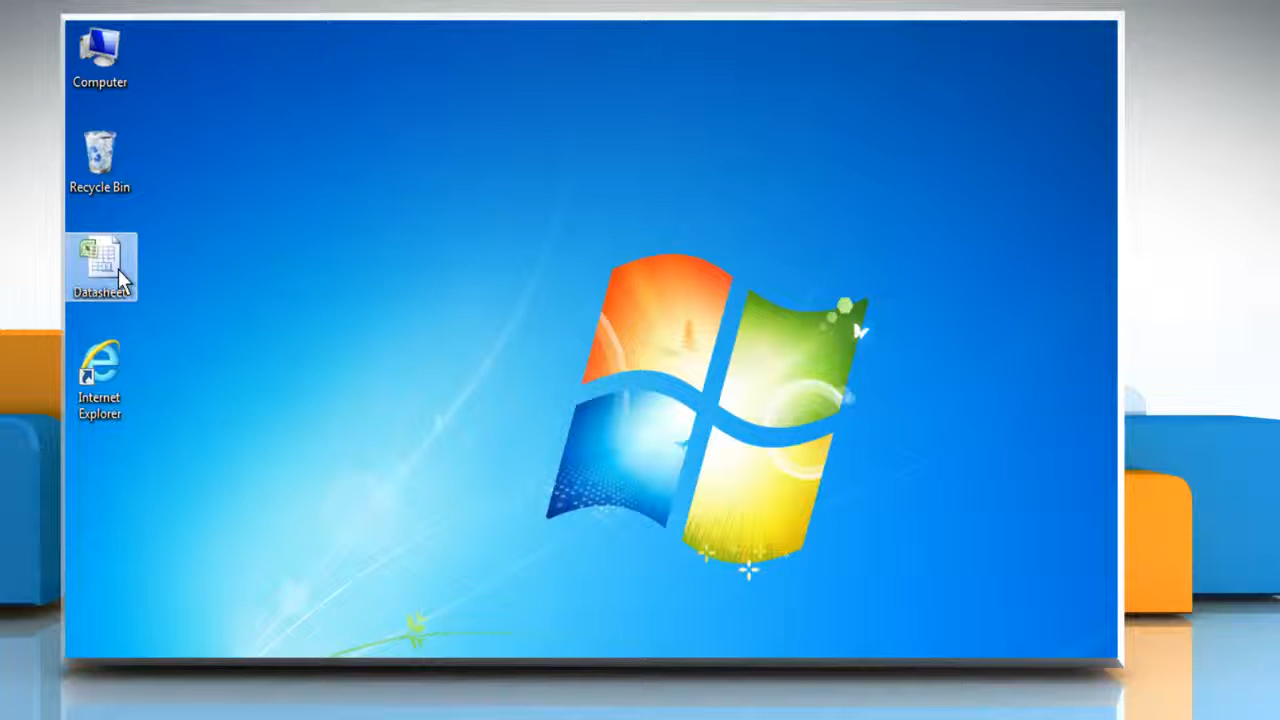 Computer
Recycle Bin
Datasheet
Internet
Explorer